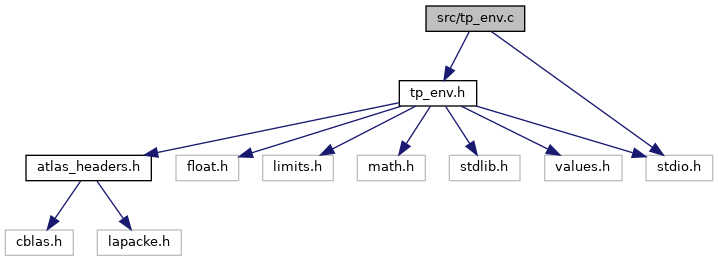 src/tp_env.c
tp_env.h
atlas_headers.h
float.h
limits.h
math.h
stdlib.h
values.h
stdio.h
cblas.h
lapacke.h